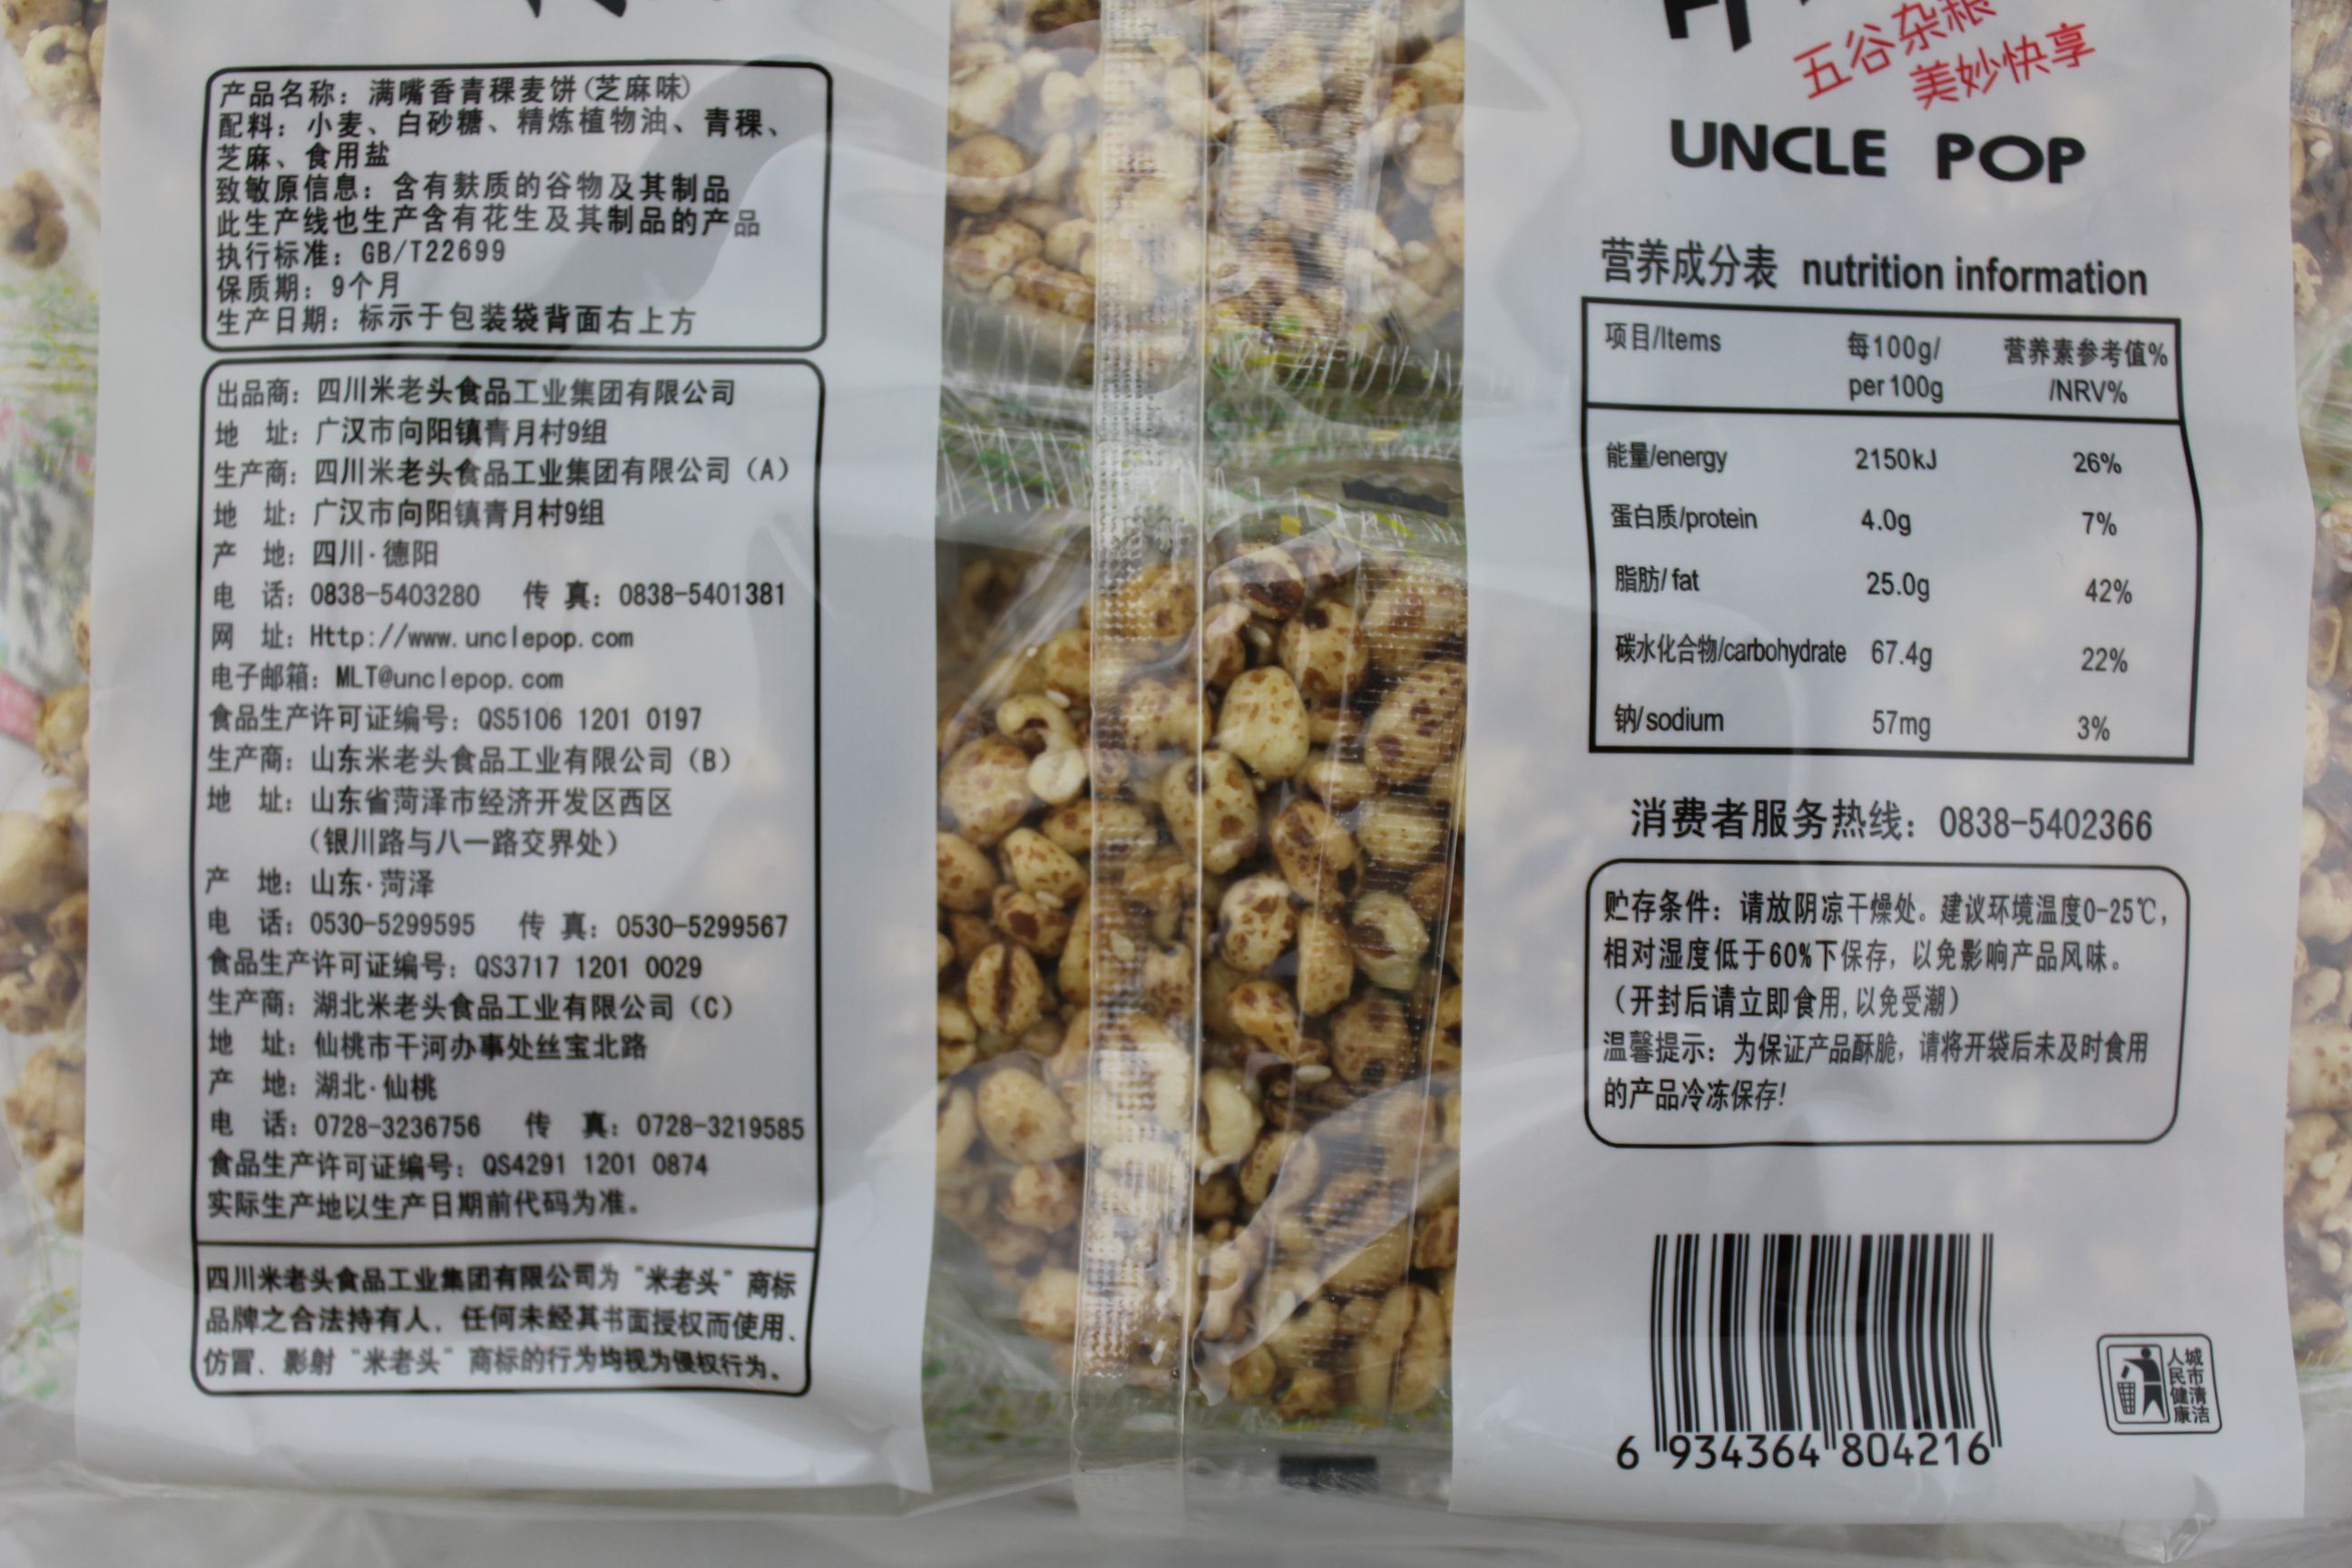 产品名称：满嘴香青稞麦饼(芝麻味)
配料：小麦、白砂糖、精炼植物油、青稞、
芝麻、食用盐
致敏原信息：含有麸质的谷物及其制品
此生产线也生产含有花生及其制品的产品
执行标准：GB/T22699
保质期：9个月
生产日期：标示于包装袋背面右上方
出品商：四川米老头食品工业集团有限公司
地 址：广汉市向阳镇青月村9组
生产商：四川米老头食品工业集团有限公司（A）
地 址：广汉市向阳镇青月村9组
产 地：四川·德阳
电 话：0838-5403280 传 真：0838-5401381
网 址：Http://www.unclepop.com
电子邮箱：MLT@unclepop.com
食品生产许可证编号：QS5106 1201 0197
生产商：山东米老头食品工业有限公司（B）
地 址：山东省菏泽市经济开发区西区
（银川路与八一路交界处）
产 地：山东·菏泽
电 话：0530-5299595 传 真：0530-5299567
食品生产许可证编号：QS3717 1201 0029
生产商：湖北米老头食品工业有限公司（C）
地 址：仙桃市干河办事处丝宝北路
产 地：湖北·仙桃
电 话：0728-3236756 传 真：0728-3219585
食品生产许可证编号：QS4291 1201 0874
实际生产地以生产日期前代码为准。
四川米老头食品工业集团有限公司为“米老头”商标
品牌之合法持有人，任何未经其书面授权而使用、
仿冒、影射“米老头”商标的行为均视为侵权行为。
五谷杂粮
美妙快享
UNCLE POP
营养成分表 nutrition information
项目/Items 每100g/ 营养素参考值%
per 100g /NRV%
能量/energy 2150kJ 26%
蛋白质/protein 4.0g 7%
脂肪/fat 25.0g 42%
碳水化合物/carbohydrate 67.4g 22%
钠/sodium 57mg 3%
消费者服务热线：0838-5402366
贮存条件：请放阴凉干燥处。建议环境温度0-25℃，
相对湿度低于60%下保存，以免影响产品风味。
（开封后请立即食用，以免受潮）
温馨提示：为保证产品酥脆，请将开袋后未及时食用
的产品冷冻保存！
6 934364 804216
城市清洁
人民健康